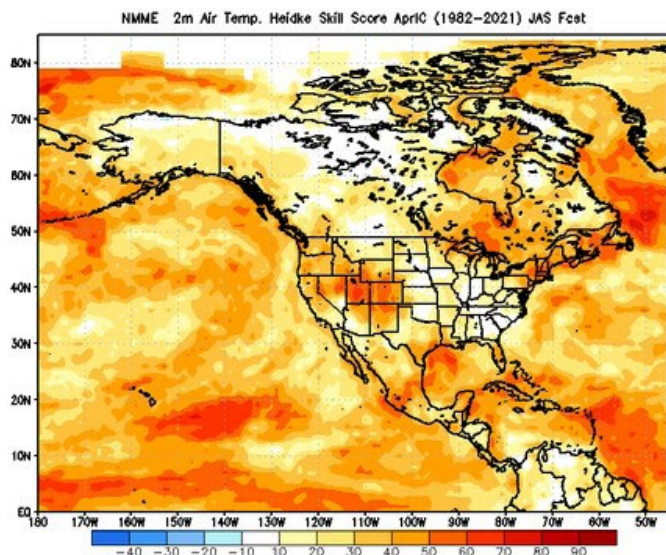 NMME 2m Air Temp. Heidke Skill Score AprIC (1982-2021) JAS Fcst
80N
70N
60N
50N
40N
30N
20N
10N
EQ
180 170W 160W 150W 140W 130W 120W 110W 100W 90W 80W 70W 60W 50W
-40 -30 -20 -10 10 20 30 40 50 60 70 80 90